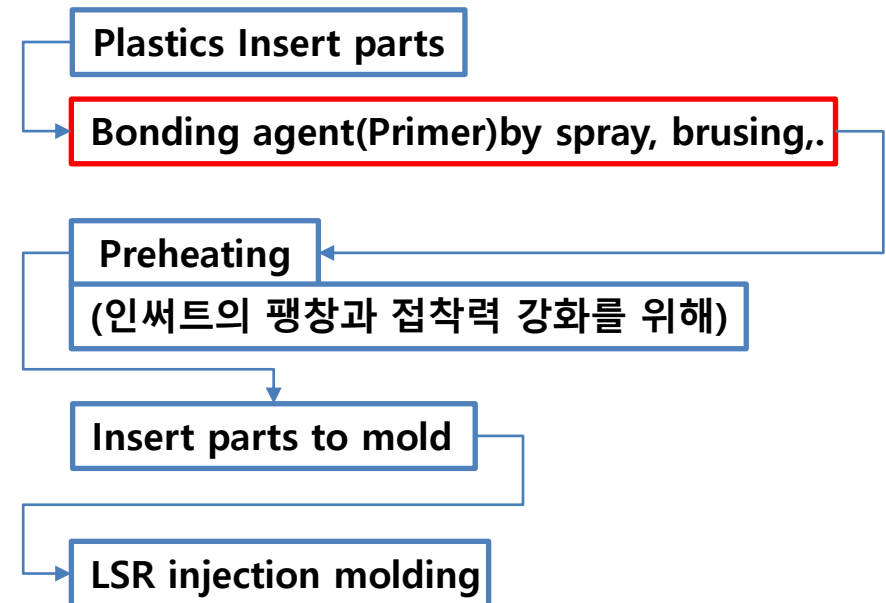 Plastics Insert parts
Bonding agent(Primer)by spray, brusing,.
Preheating
(인써트의 팽창과 접착력 강화를 위해)
Insert parts to mold
LSR injection molding